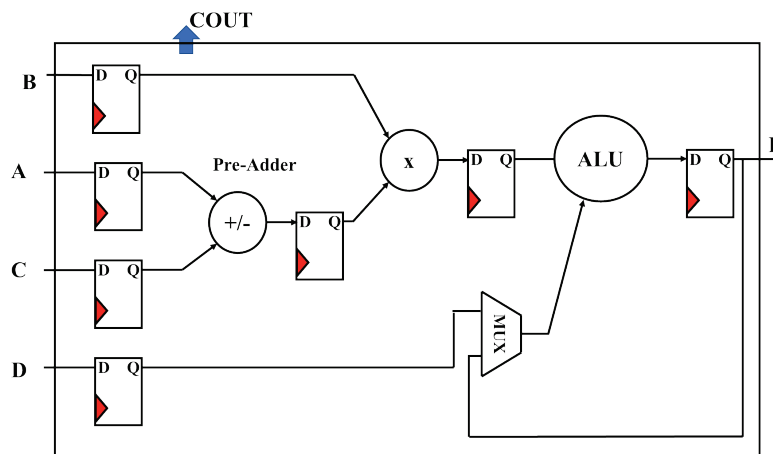 COUT
B
D Q
A
D Q
Pre-Adder
+/-
D Q
C
D Q
x
D Q
ALU
D Q
MUX
D
D Q